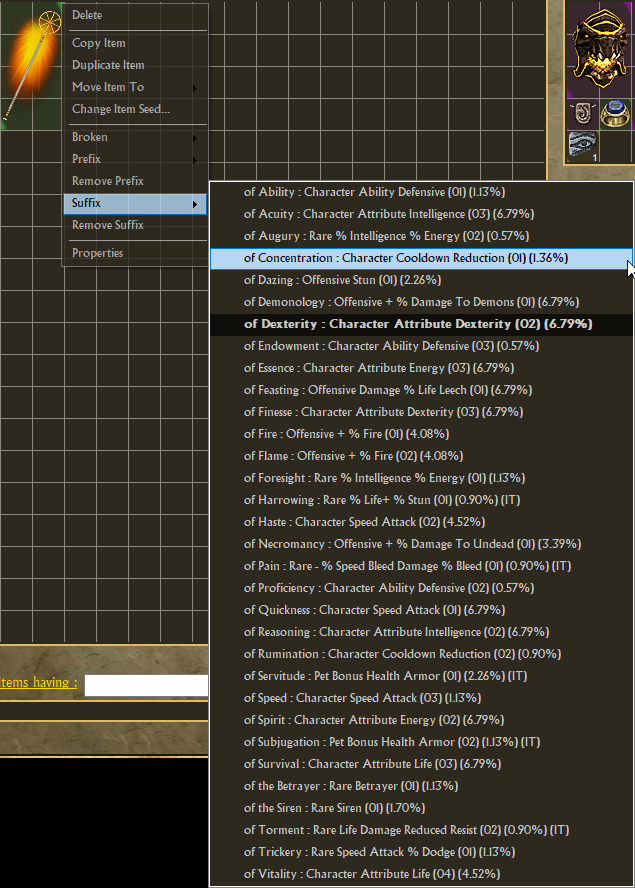 Delete
Copy Item
Duplicate Item
Move Item To
Change Item Seed...
Broken
Prefix
Remove Prefix
Suffix
Remove Suffix
Properties
1
of Ability : Character Ability Defensive (01) (1.13%)
of Acuity : Character Attribute Intelligence (03) (6.79%)
of Augury : Rare % Intelligence % Energy (02) (0.57%)
of Concentration : Character Cooldown Reduction (01) (1.36%)
of Dazing : Offensive Stun (01) (2.26%)
of Demonology : Offensive + % Damage To Demons (01) (6.79%)
of Dexterity : Character Attribute Dexterity (02) (6.79%)
of Endowment : Character Ability Defensive (03) (0.57%)
of Essence : Character Attribute Energy (03) (6.79%)
of Feasting : Offensive Damage % Life Leech (01) (6.79%)
of Finesse : Character Attribute Dexterity (03) (6.79%)
of Fire : Offensive + % Fire (01) (4.08%)
of Flame : Offensive + % Fire (02) (4.08%)
of Foresight : Rare % Intelligence % Energy (01) (1.13%)
of Harrowing : Rare % Life+ % Stun (01) (0.90%) (IT)
of Haste : Character Speed Attack (02) (4.52%)
of Necromancy : Offensive + % Damage To Undead (01) (3.39%)
of Pain : Rare - % Speed Bleed Damage % Bleed (01) (0.90%) (IT)
of Proficiency : Character Ability Defensive (02) (0.57%)
of Quickness : Character Speed Attack (01) (6.79%)
of Reasoning : Character Attribute Intelligence (02) (6.79%)
of Rumination : Character Cooldown Reduction (02) (0.90%)
of Servitude : Pet Bonus Health Armor (01) (2.26%) (IT)
of Speed : Character Speed Attack (03) (1.13%)
of Spirit : Character Attribute Energy (02) (6.79%)
of Subjugation : Pet Bonus Health Armor (02) (1.13%) (IT)
of Survival : Character Attribute Life (03) (6.79%)
of the Betrayer : Rare Betrayer (01) (1.13%)
of the Siren : Rare Siren (01) (1.70%)
of Torment : Rare Life Damage Reduced Resist (02) (0.90%) (IT)
of Trickery : Rare Speed Attack % Dodge (01) (1.13%)
of Vitality : Character Attribute Life (04) (4.52%)
tems having :